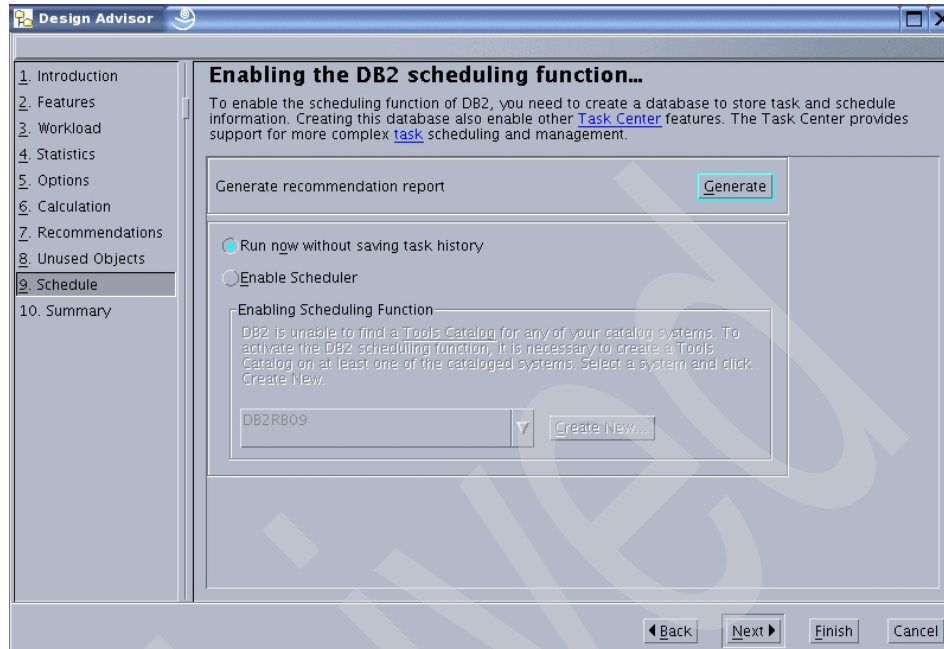 Design Advisor
1. Introduction
2. Features
3. Workload
4. Statistics
5. Options
6. Calculation
7. Recommendations
8. Unused Objects
9. Schedule
10. Summary
Enabling the DB2 scheduling function...
To enable the scheduling function of DB2, you need to create a database to store task and schedule
information. Creating this database also enable other Task Center features. The Task Center provides
support for more complex task scheduling and management.
Generate recommendation report
Generate
Run now without saving task history
Enable Scheduler
Enabling Scheduling Function
DB2 is unable to find a Tools Catalog for any of your catalog systems. To
activate the DB2 scheduling function, it is necessary to create a Tools
Catalog on at least one of the cataloged systems. Select a system and click
Create New.
DB2RB09
Create New...
Back
Next
Finish
Cancel